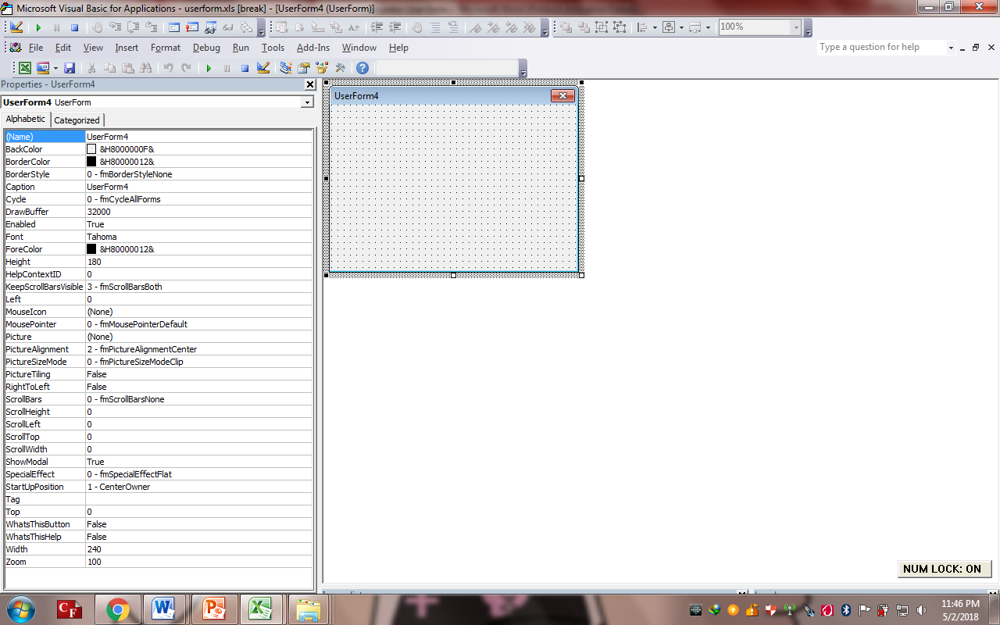 Microsoft Visual Basic for Applications - userform.xls [break] - [UserForm4 (UserForm)]
100%
File Edit View Insert Format Debug Run Tools Add-Ins Window Help
Type a question for help
Properties - UserForm4
UserForm4 UserForm
Alphabetic Categorized
(Name) UserForm4
BackColor &H8000000F&
BorderColor &H80000012&
BorderStyle 0 - fmBorderStyleNone
Caption UserForm4
Cycle 0 - fmCycleAllForms
DrawBuffer 32000
Enabled True
Font Tahoma
ForeColor &H80000012&
Height 180
HelpContextID 0
KeepScrollBarsVisible 3 - fmScrollBarsBoth
Left 0
MouseIcon (None)
MousePointer 0 - fmMousePointerDefault
Picture (None)
PictureAlignment 2 - fmPictureAlignmentCenter
PictureSizeMode 0 - fmPictureSizeModeClip
PictureTiling False
RightToLeft False
ScrollBars 0 - fmScrollBarsNone
ScrollHeight 0
ScrollLeft 0
ScrollTop 0
ScrollWidth 0
ShowModal True
SpecialEffect 0 - fmSpecialEffectFlat
StartUpPosition 1 - CenterOwner
Tag
Top 0
WhatsThisButton False
WhatsThisHelp False
Width 240
Zoom 100
UserForm4
NUM LOCK: ON
CF
11:46 PM
5/2/2018